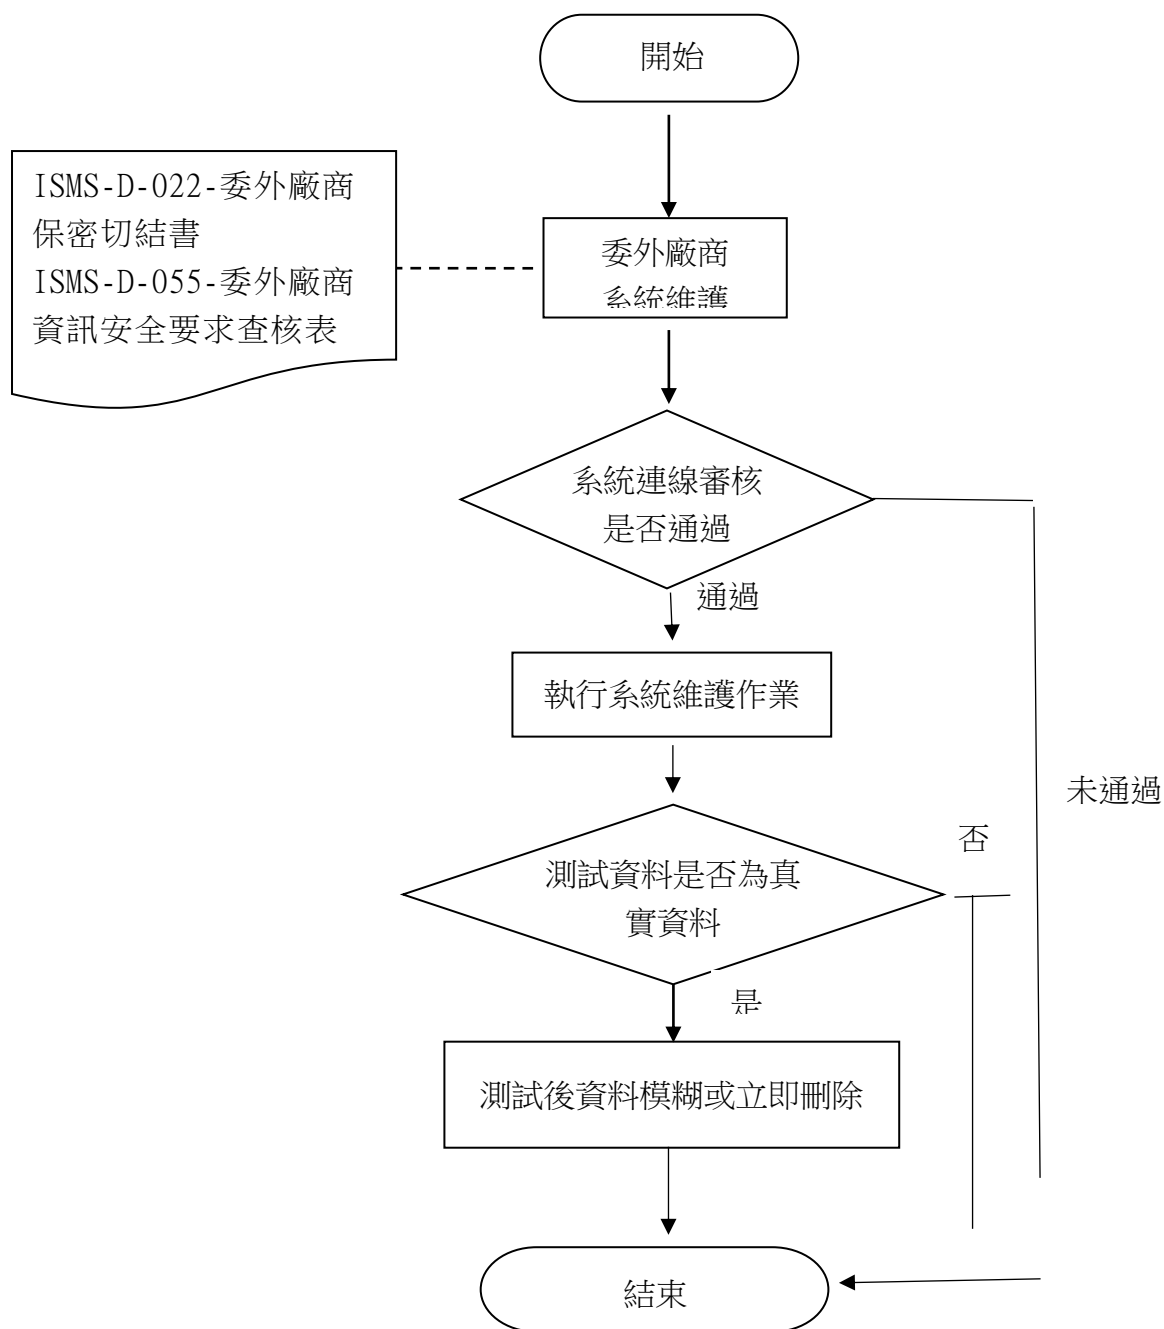 開始
ISMS-D-022-委外廠商
保密切結書
ISMS-D-055-委外廠商
資訊安全要求查核表
委外廠商
系統維護
系統連線審核
是否通過
通過
執行系統維護作業
未通過
否
測試資料是否為真
實資料
是
測試後資料模糊或立即刪除
結束